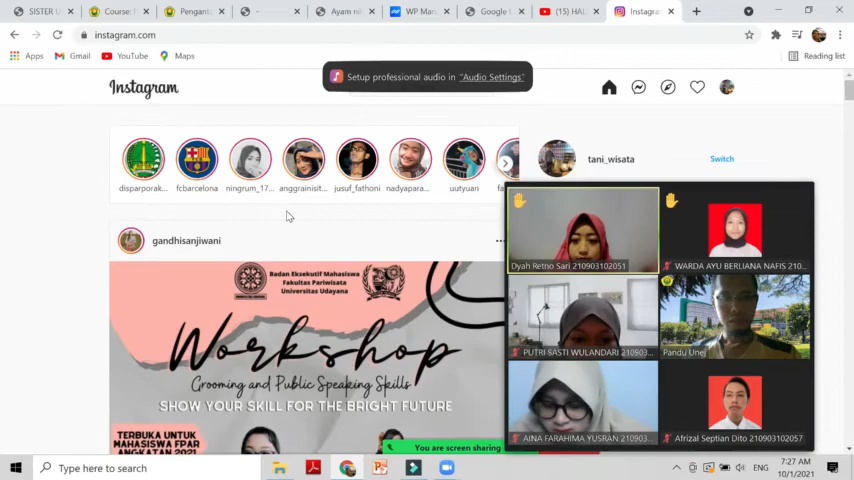 SISTER U
Course: F
Pengant
Ayam nil
WP Man
Google M
(15) HAL
Instagra
instagram.com
Apps
Gmail
YouTube
Maps
Reading list
Setup professional audio in "Audio Settings"
Instagram
disparporak...
fcbarcelona
ningrum_17...
anggrainisit...
jusuf_fathoni
nadyapara...
uutyuan
tani_wisata
Switch
gandhisanjiwani
Badan Eksekutif Mahasiswa
Fakultas Pariwisata
Universitas Udayana
Workshop
Grooming and Public Speaking Skills
SHOW YOUR SKILL FOR THE BRIGHT FUTURE
TERBUKA UNTUK
MAHASISWA FPAR
ANGKATAN 2021
Dyah Retno Sari 210903102051
WARDA AYU BERLIANA NAFIS 210...
PUTRI SASTI WULANDARI 210903...
Pandu Unej
AINA FARAHIMA YUSRAN 210903...
Afrizal Septian Dito 210903102057
You are screen sharing
Type here to search
ENG
7:27 AM
10/1/2021